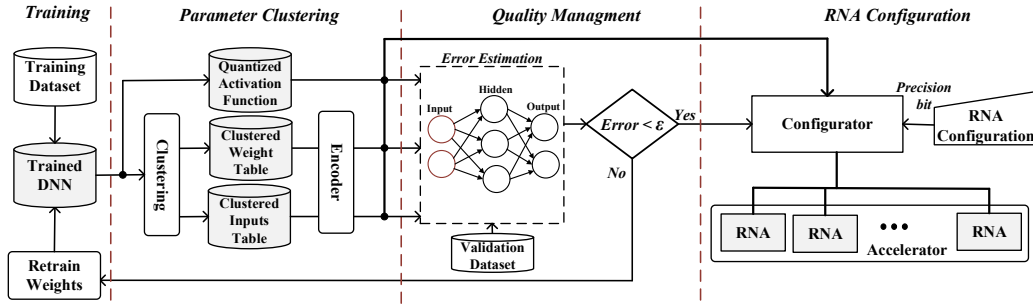 Training
Parameter Clustering
Quality Managment
RNA Configuration
Training
Dataset
Trained
DNN
Retrain
Weights
Clustering
Quantized
Activation
Function
Clustered
Weight
Table
Clustered
Inputs
Table
Encoder
Error Estimation
Input
Hidden
Output
Validation
Dataset
Error < ε
Yes
No
Configurator
Precision
bit
RNA
Configuration
RNA
RNA
•••
RNA
Accelerator